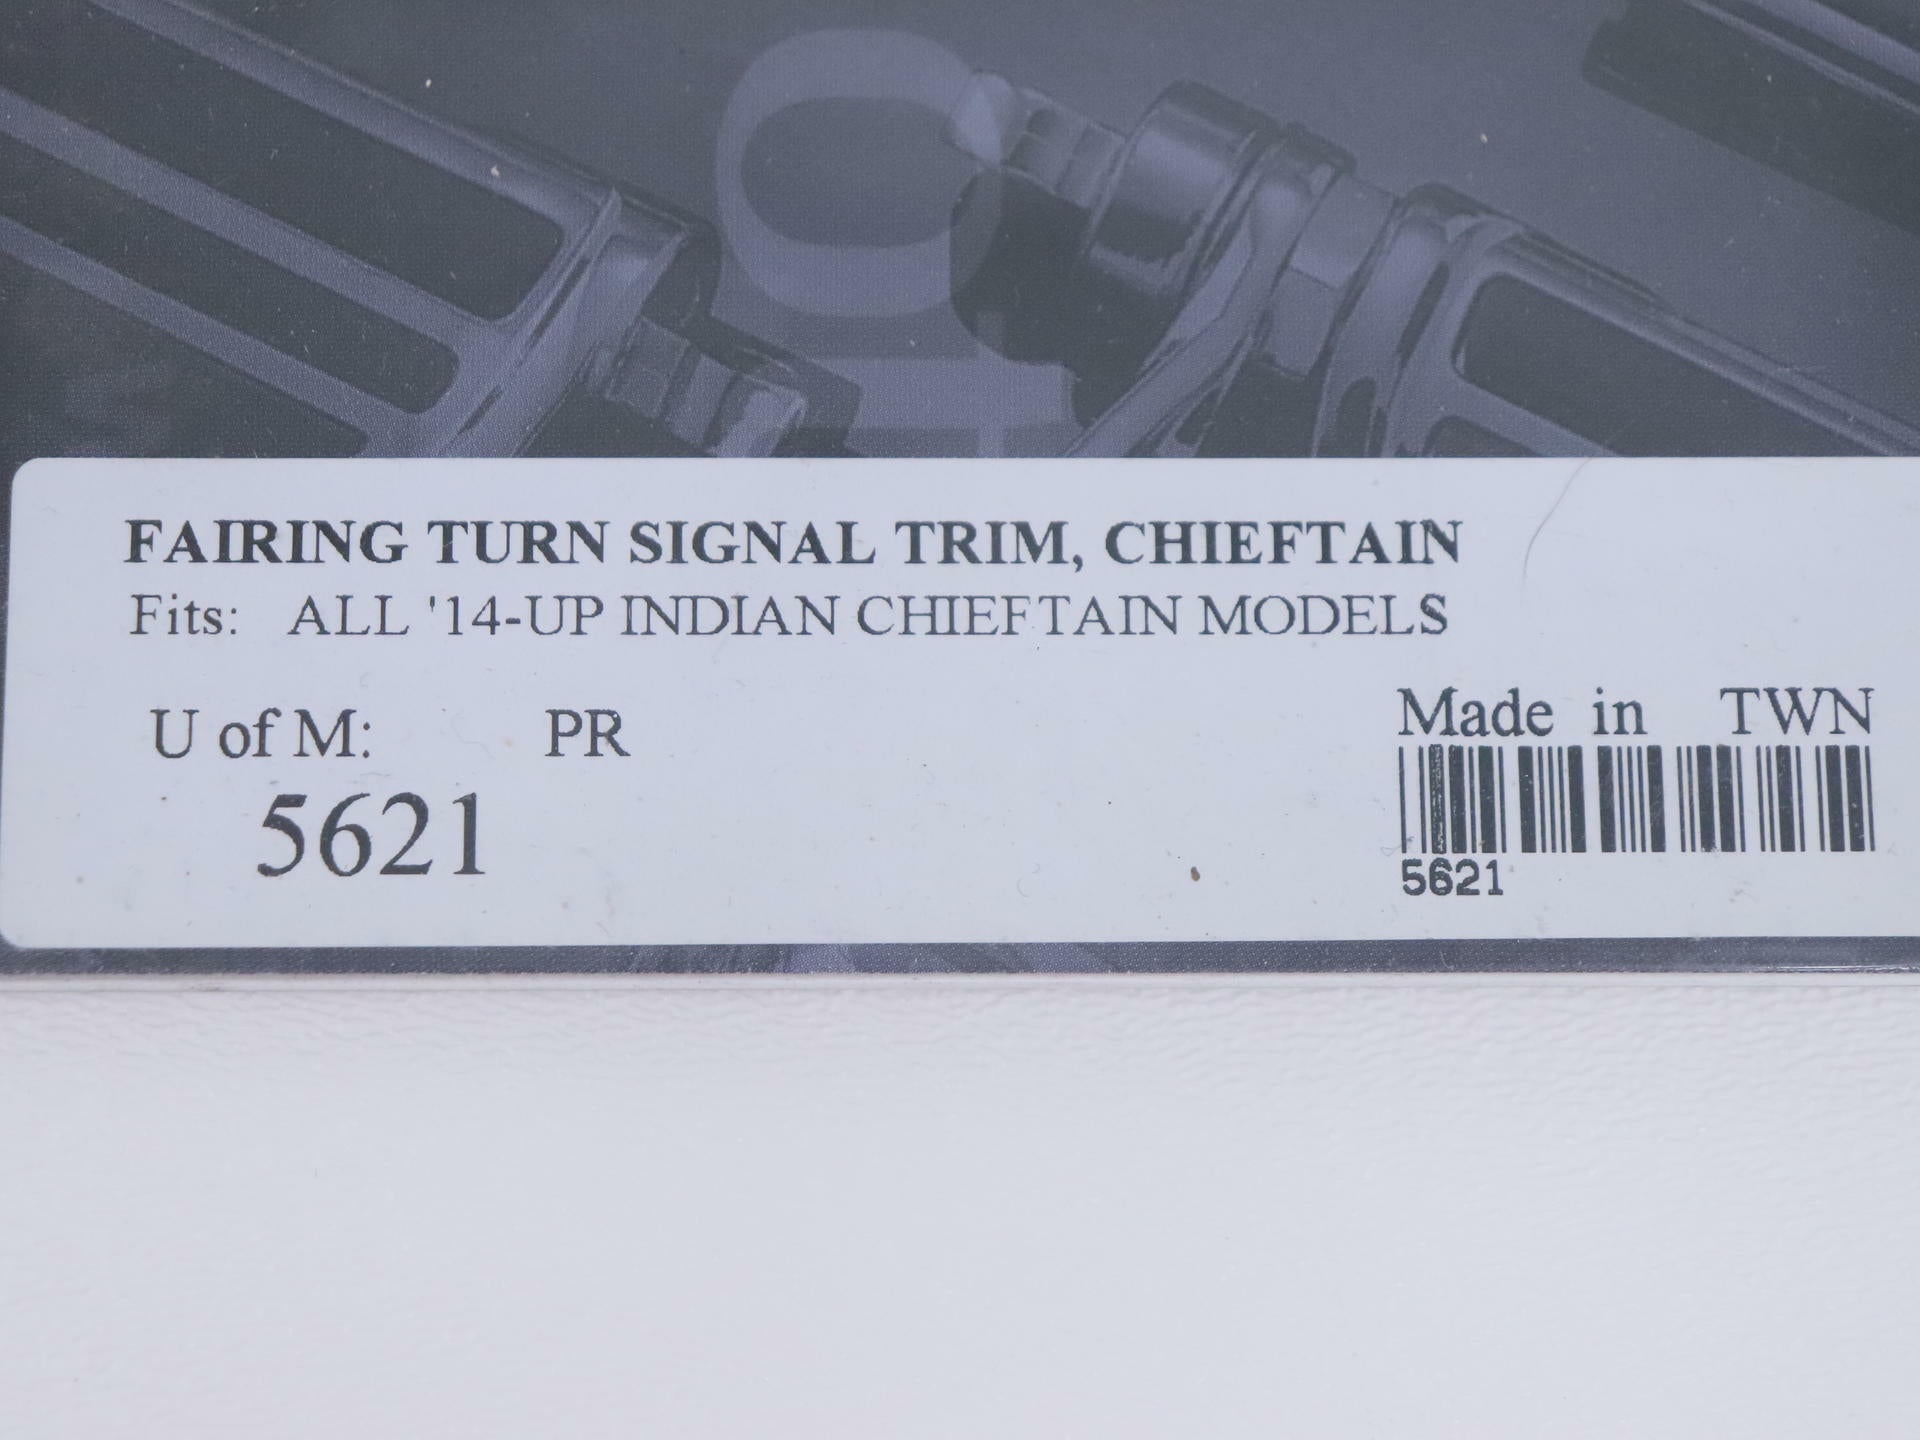 FAIRING TURN SIGNAL TRIM, CHIEFTAIN
Fits: ALL '14-UP INDIAN CHIEFTAIN MODELS
U of M: PR
Made in TWN
5621
5621